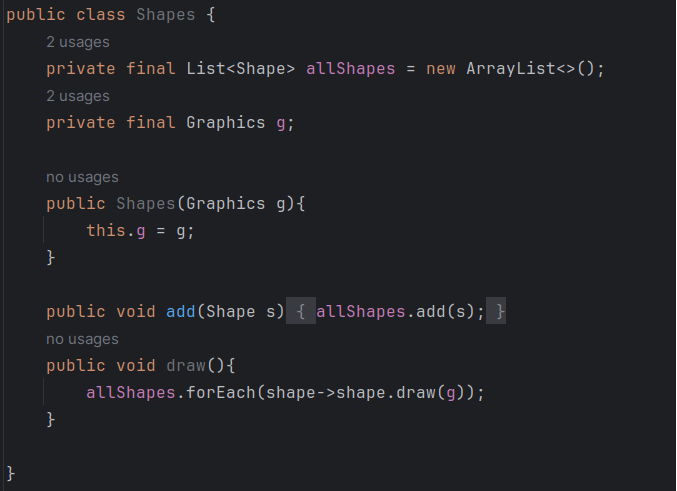 public class Shapes {
2 usages
private final List<Shape> allShapes = new ArrayList<>();
2 usages
private final Graphics g;
no usages
public Shapes(Graphics g){
this.g = g;
}
public void add(Shape s) { allShapes.add(s); }
no usages
public void draw(){
allShapes.forEach(shape->shape.draw(g));
}
}